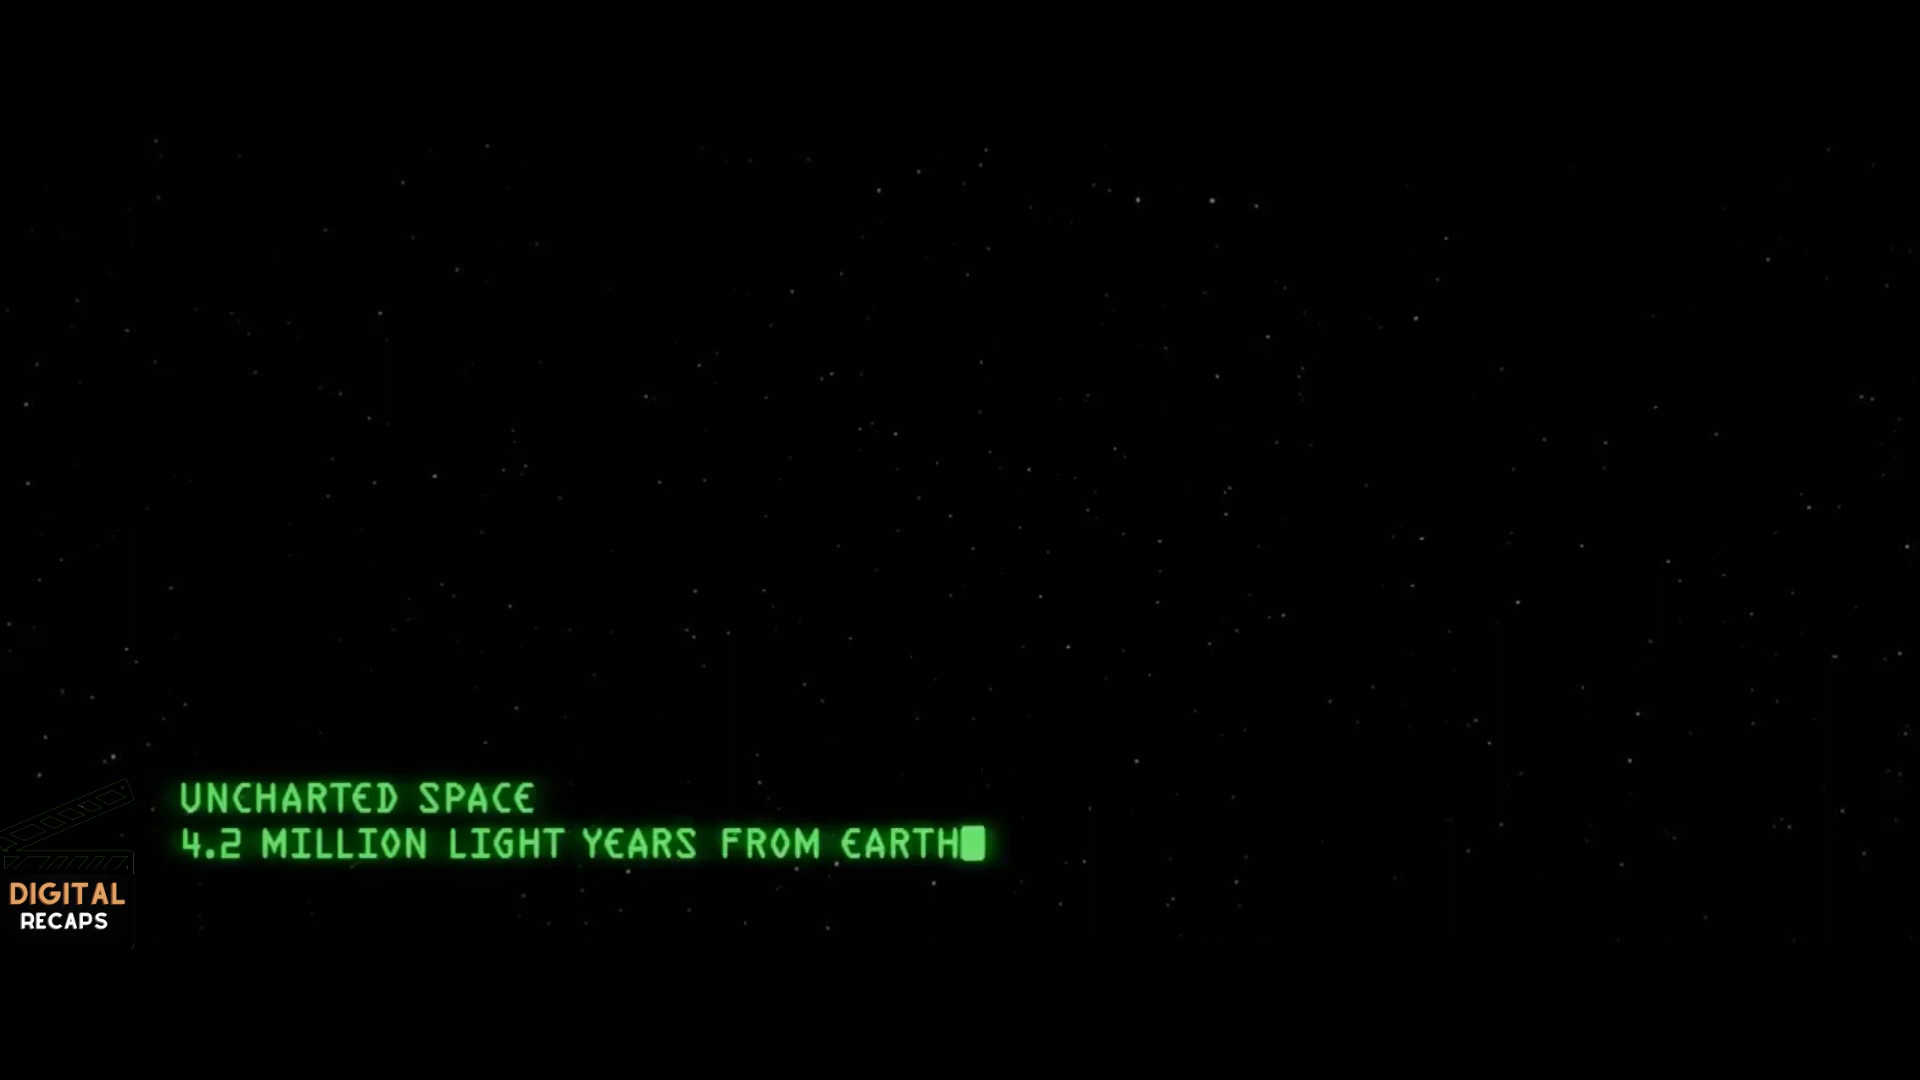 UNCHARTED SPACE
4.2 MILLION LIGHT YEARS FROM EARTH
DIGITAL
RECAPS